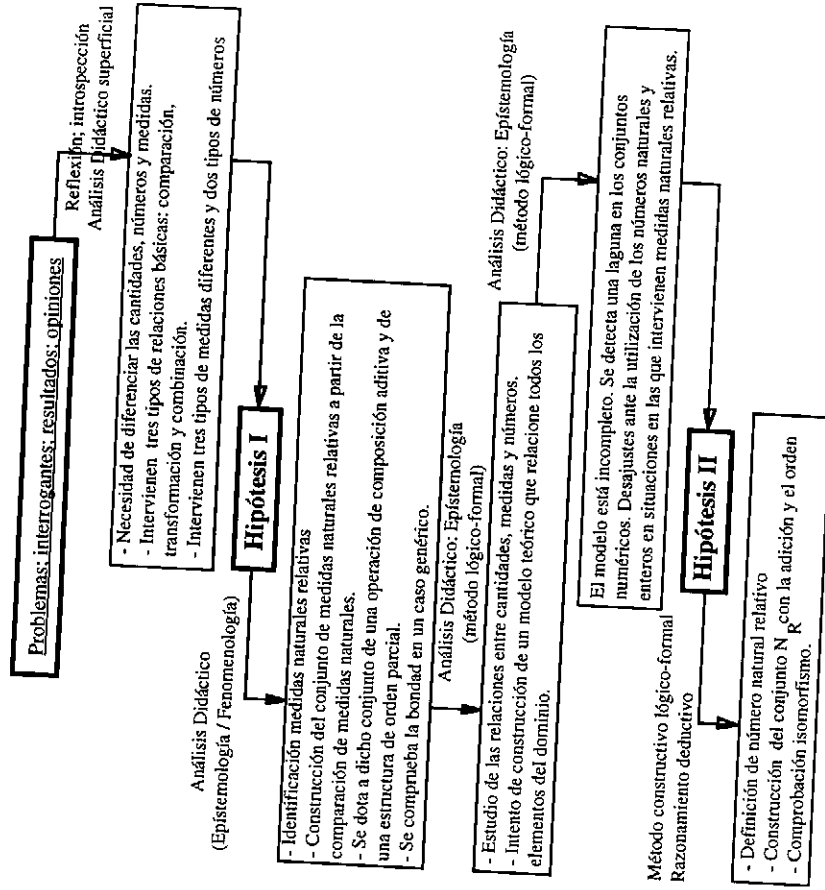 Problemas; interrogantes; resultados; opiniones
Reflexión; introspección
Análisis Didáctico superficial
- Necesidad de diferenciar las cantidades, números y medidas.
- Intervienen tres tipos de relaciones básicas: comparación,
transformación y combinación.
- Intervienen tres tipos de medidas diferentes y dos tipos de números
Hipótesis I
Análisis Didáctico
(Epístemología / Fenomenología)
- Identificación medidas naturales relativas
- Construcción del conjunto de medidas naturales relativas a partir de la
comparación de medidas naturales.
- Se dota a dicho conjunto de una operación de composición aditiva y de
una estructura de orden parcial.
- Se comprueba la bondad en un caso genérico.
Análisis Didáctico: Epístemología
(método lógico-formal)
- Estudio de las relaciones entre cantidades, medidas y números.
- Intento de construcción de un modelo teórico que relacione todos los
elementos del dominio.
Análisis Didáctico: Epístemología
(método lógico-formal)
El modelo está incompleto. Se detecta una laguna en los conjuntos
numéricos. Desajustes ante la utilización de los números naturales y
enteros en situaciones en las que intervienen medidas naturales relativas.
Hipótesis II
Método constructivo lógico-formal
Razonamiento deductivo
- Definición de número natural relativo
- Construcción del conjunto N_R con la adición y el orden
- Comprobación isomorfismo.